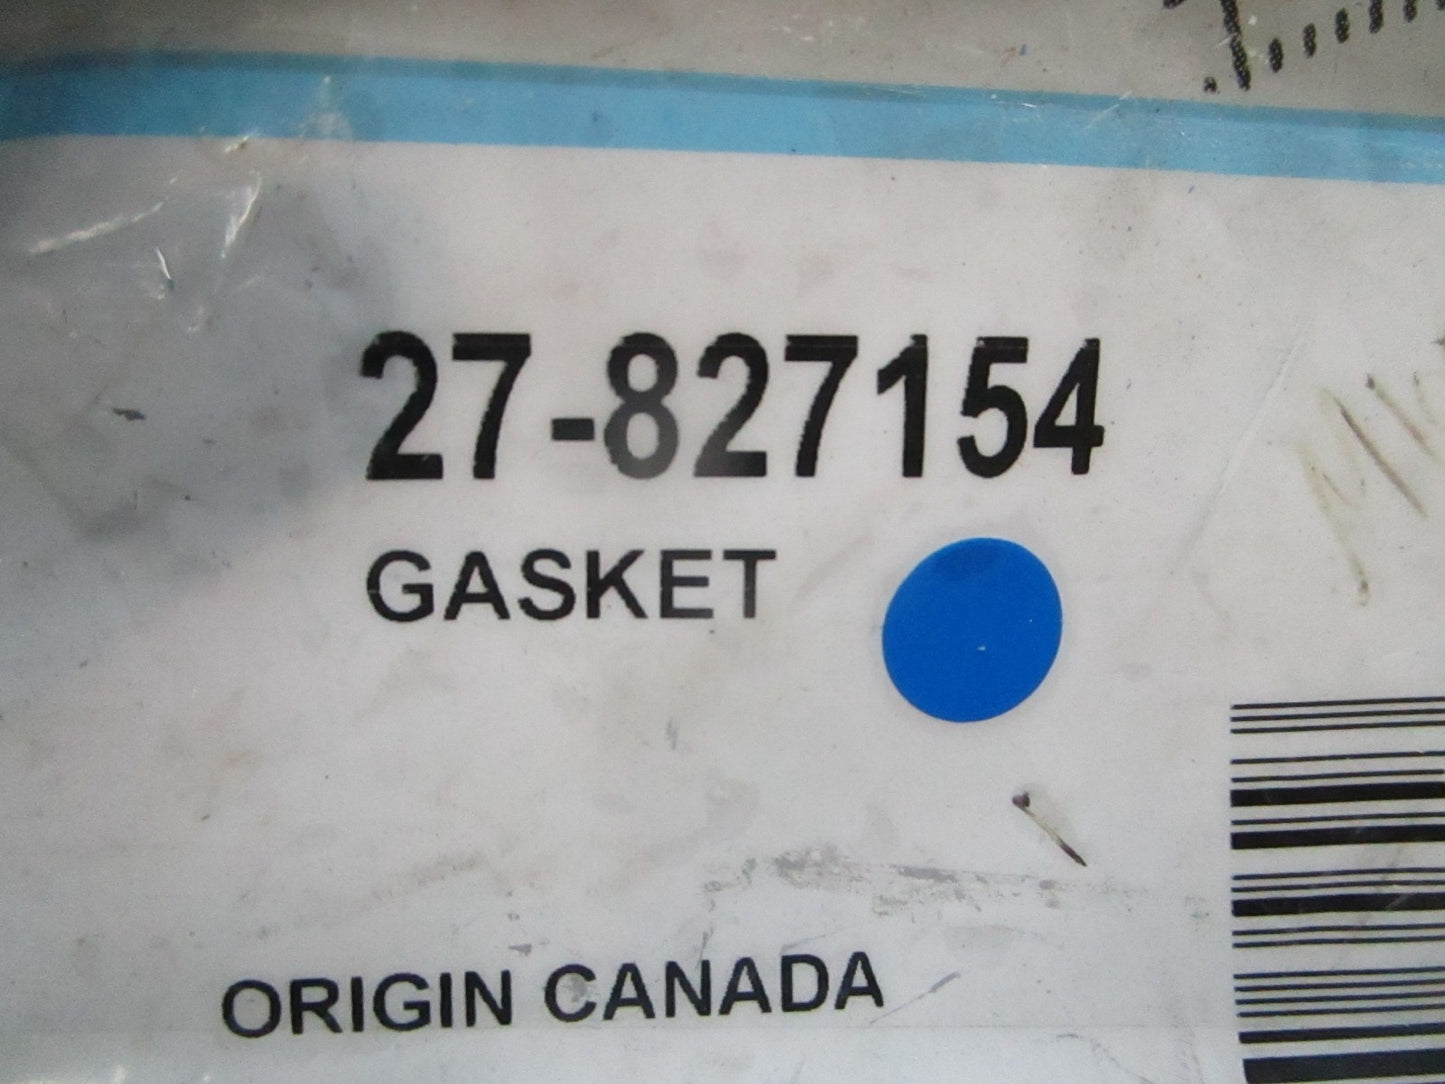 27-827154
GASKET
ORIGIN CANADA